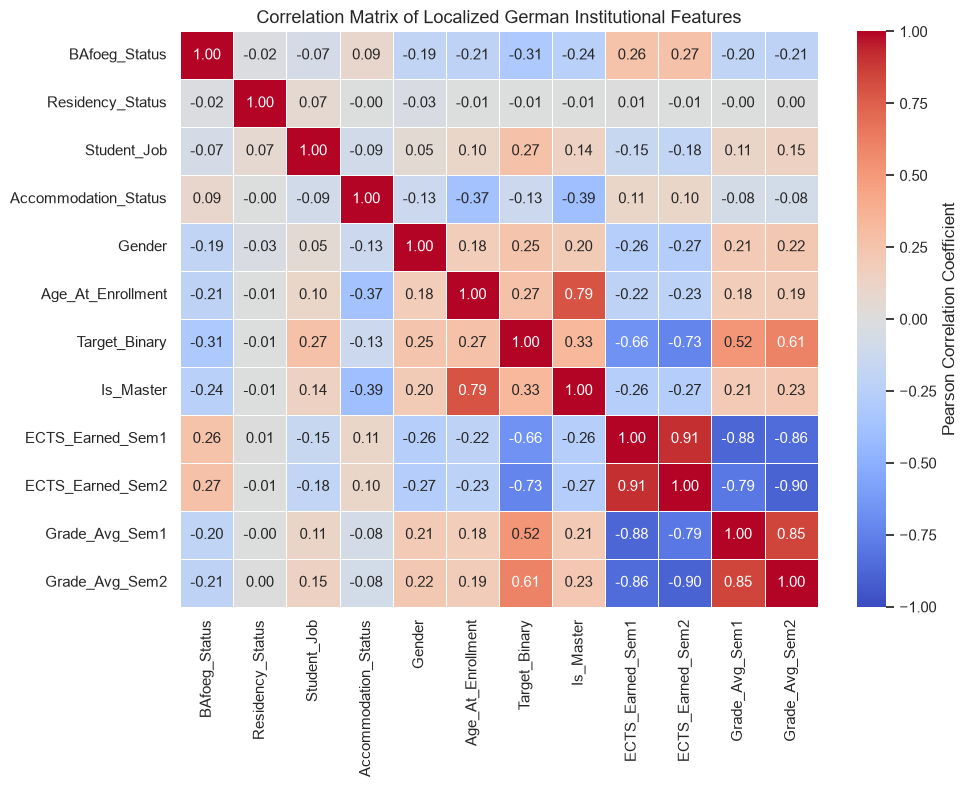 Correlation Matrix of Localized German Institutional Features
BAfoeg_Status 1.00 -0.02 -0.07 0.09 -0.19 -0.21 -0.31 -0.24 0.26 0.27 -0.20 -0.21
Residency_Status -0.02 1.00 0.07 -0.00 -0.03 -0.01 -0.01 -0.01 0.01 -0.01 -0.00 0.00
Student_Job -0.07 0.07 1.00 -0.09 0.05 0.10 0.27 0.14 -0.15 -0.18 0.11 0.15
Accommodation_Status 0.09 -0.00 -0.09 1.00 -0.13 -0.37 -0.13 -0.39 0.11 0.10 -0.08 -0.08
Gender -0.19 -0.03 0.05 -0.13 1.00 0.18 0.25 0.20 -0.26 -0.27 0.21 0.22
Age_At_Enrollment -0.21 -0.01 0.10 -0.37 0.18 1.00 0.27 0.79 -0.22 -0.23 0.18 0.19
Target_Binary -0.31 -0.01 0.27 -0.13 0.25 0.27 1.00 0.33 -0.66 -0.73 0.52 0.61
Is_Master -0.24 -0.01 0.14 -0.39 0.20 0.79 0.33 1.00 -0.26 -0.27 0.21 0.23
ECTS_Earned_Sem1 0.26 0.01 -0.15 0.11 -0.26 -0.22 -0.66 -0.26 1.00 0.91 -0.88 -0.86
ECTS_Earned_Sem2 0.27 -0.01 -0.18 0.10 -0.27 -0.23 -0.73 -0.27 0.91 1.00 -0.79 -0.90
Grade_Avg_Sem1 -0.20 -0.00 0.11 -0.08 0.21 0.18 0.52 0.21 -0.88 -0.79 1.00 0.85
Grade_Avg_Sem2 -0.21 0.00 0.15 -0.08 0.22 0.19 0.61 0.23 -0.86 -0.90 0.85 1.00
BAfoeg_Status
Residency_Status
Student_Job
Accommodation_Status
Gender
Age_At_Enrollment
Target_Binary
Is_Master
ECTS_Earned_Sem1
ECTS_Earned_Sem2
Grade_Avg_Sem1
Grade_Avg_Sem2
1.00
0.75
0.50
0.25
0.00
−0.25
−0.50
−0.75
−1.00
Pearson Correlation Coefficient